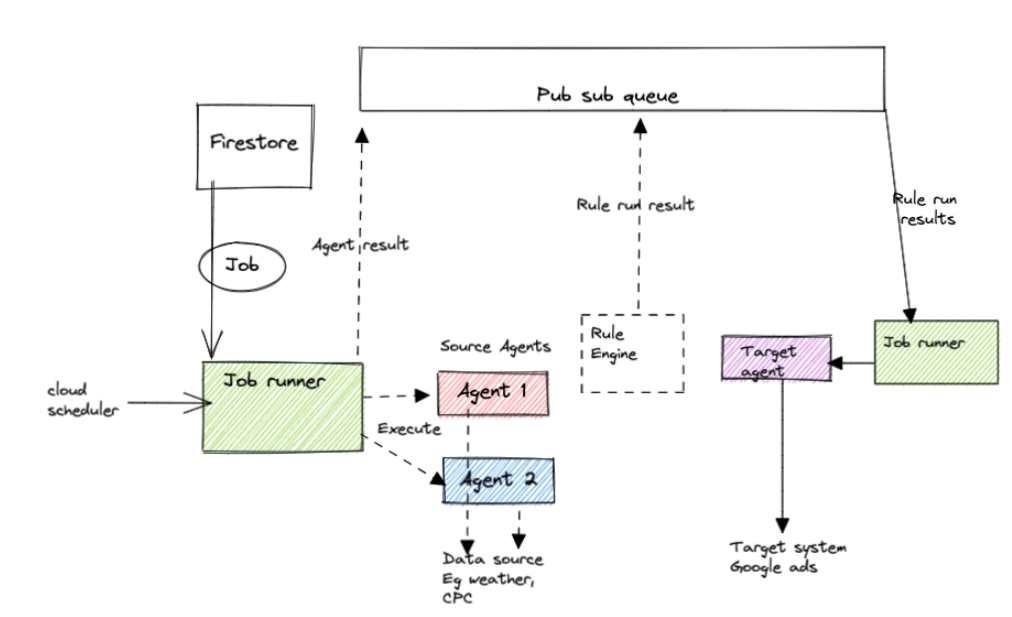 Pub sub queue
Firestore
Rule run
results
Rule run result
Agent result
Job
Rule
Engine
Source Agents
Target
agent
Job runner
Job runner
cloud
scheduler
Agent 1
Execute
Agent 2
Data source
Eg weather,
CPC
Target system
Google ads